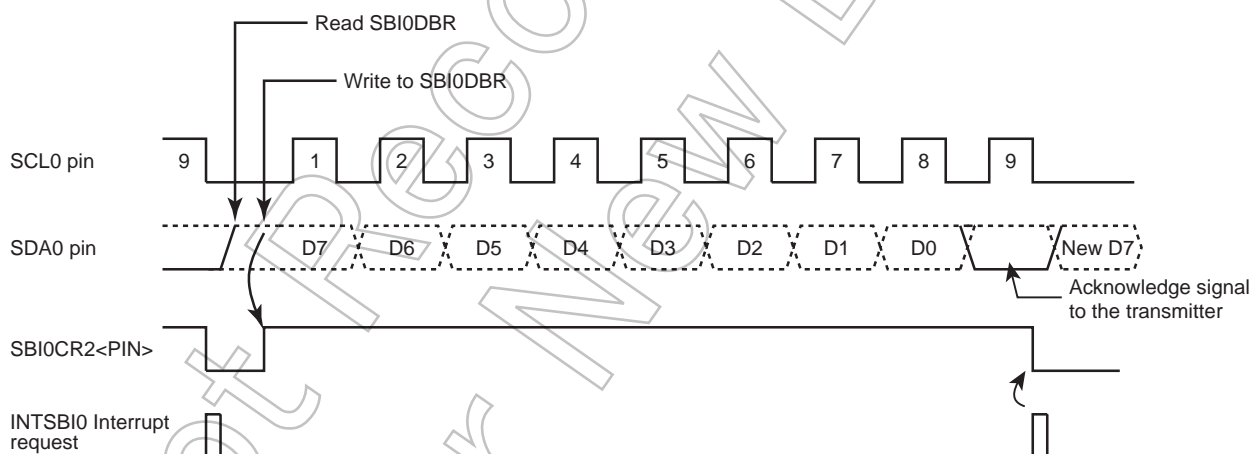 Read SBI0DBR
Write to SBI0DBR
SCL0 pin 9 1 2 3 4 5 6 7 8 9
SDA0 pin D7 D6 D5 D4 D3 D2 D1 D0 New D7
Acknowledge signal
to the transmitter
SBI0CR2<PIN>
INTSBI0 Interrupt
request